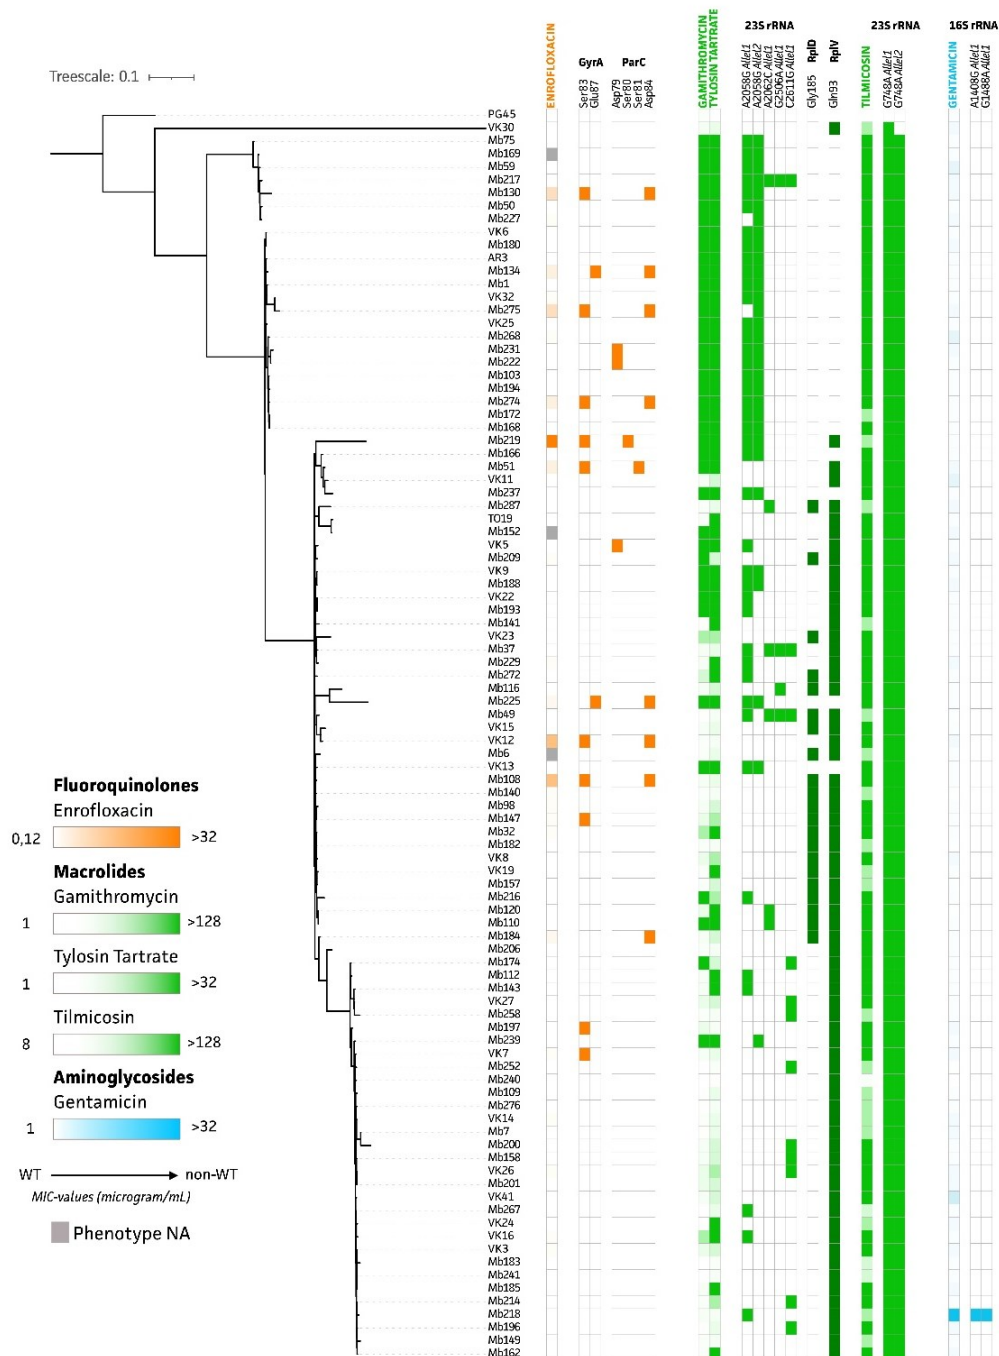 23S rRNA
23S rRNA
16S rRNA
Treescale: 0.1
ENROFLOXACIN
GyrA
Ser83
Glu87
ParC
Asp79
Ser80
Ser81
Asp84
GAMITHROMYCIN
TYLOSIN TARTRATE
A2058G Allel1
A2058G Allel2
A2062C Allel1
G2506A Allel1
C2611G Allel1
RplD
Gly185
RplV
Gln93
TILMICOSIN
G748A Allel1
G748A Allel2
GENTAMICIN
A1408G Allel1
G1488A Allel1
PG45
VK30
Mb75
Mb169
Mb59
Mb217
Mb130
Mb50
Mb227
VK6
Mb180
AR3
Mb134
Mb1
VK32
Mb275
VK25
Mb268
Mb231
Mb222
Mb103
Mb194
Mb274
Mb172
Mb168
Mb219
Mb166
Mb51
VK11
Mb237
Mb287
TO19
Mb152
VK5
Mb209
VK9
Mb188
VK22
Mb193
Mb141
VK23
Mb37
Mb229
Mb272
Mb116
Mb225
Mb49
VK15
VK12
Mb6
VK13
Mb108
Mb140
Mb98
Mb147
Mb32
Mb182
VK8
VK19
Mb157
Mb216
Mb120
Mb110
Mb184
Mb206
Mb174
Mb112
Mb143
VK27
Mb258
Mb197
Mb239
VK7
Mb252
Mb240
Mb109
Mb276
VK14
Mb7
Mb200
Mb158
VK26
Mb201
VK41
Mb267
VK24
VK16
VK3
Mb183
Mb241
Mb185
Mb214
Mb218
Mb196
Mb149
Mb162
Fluoroquinolones
Enrofloxacin
0,12 >32
Macrolides
Gamithromycin
1 >128
Tylosin Tartrate
1 >32
Tilmicosin
8 >128
Aminoglycosides
Gentamicin
1 >32
WT non-WT
MIC-values (microgram/mL)
Phenotype NA